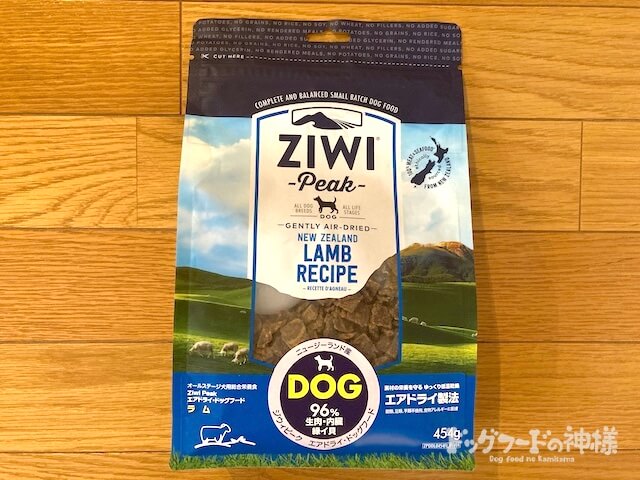 NO POTATOES, NO GRAINS, NO RICE, NO SOY, NO WHEAT, NO FILLERS, NO ADDED SUGAR
CUT HERE
COMPLETE AND BALANCED SMALL BATCH DOG FOOD
ZIWI
-Peak-
ALL DOG BREEDS
ALL LIFE STAGES
DOG
GENTLY AIR-DRIED
NEW ZEALAND
LAMB
RECIPE
- RECETTE D'AGNEAU -
FROM NEW ZEALAND
ニュージーランド産
DOG
96%
生肉・内臓
緑イ貝
ジウィピーク エアドライ・ドッグフード
オールステージ犬用総合栄養食
Ziwi Peak
エアドライ・ドッグフード
ラム
エアドライ製法
454g
ドッグフードの神様
Dog food no Kamisama